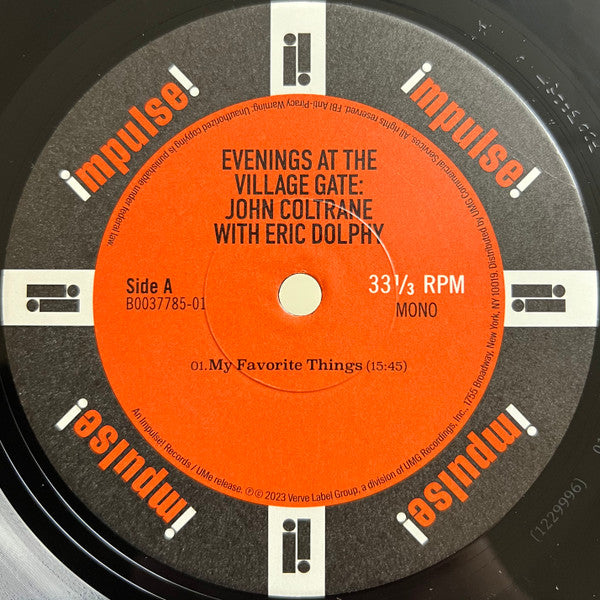 impulse!
impulse!
EVENINGS AT THE
VILLAGE GATE:
JOHN COLTRANE
WITH ERIC DOLPHY
Side A
B0037785-01
33 1/3 RPM
MONO
01. My Favorite Things (15:45)
An Impulse! Records / UMe release. ℗ © 2023 Verve Label Group, a division of UMG Recordings, Inc., 1755 Broadway, New York, NY 10019. Distributed by UMG Commercial Services. All rights reserved. FBI Anti-Piracy Warning: Unauthorized copying is punishable under federal law.
impulse!
impulse!
(1229996)